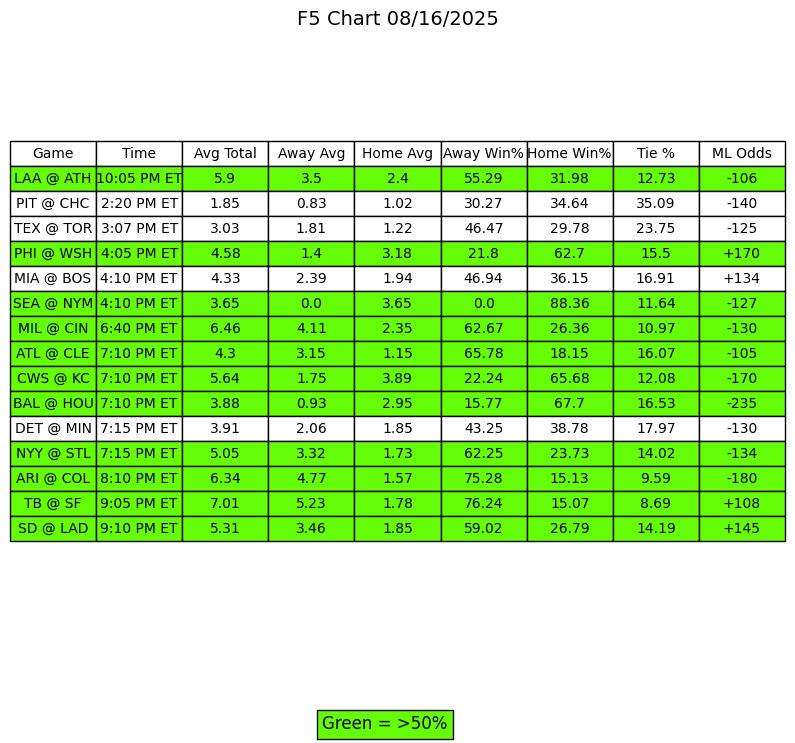 F5 Chart 08/16/2025
Game Time Avg Total Away Avg Home Avg Away Win% Home Win% Tie % ML Odds
LAA @ ATH 10:05 PM ET 5.9 3.5 2.4 55.29 31.98 12.73 -106
PIT @ CHC 2:20 PM ET 1.85 0.83 1.02 30.27 34.64 35.09 -140
TEX @ TOR 3:07 PM ET 3.03 1.81 1.22 46.47 29.78 23.75 -125
PHI @ WSH 4:05 PM ET 4.58 1.4 3.18 21.8 62.7 15.5 +170
MIA @ BOS 4:10 PM ET 4.33 2.39 1.94 46.94 36.15 16.91 +134
SEA @ NYM 4:10 PM ET 3.65 0.0 3.65 0.0 88.36 11.64 -127
MIL @ CIN 6:40 PM ET 6.46 4.11 2.35 62.67 26.36 10.97 -130
ATL @ CLE 7:10 PM ET 4.3 3.15 1.15 65.78 18.15 16.07 -105
CWS @ KC 7:10 PM ET 5.64 1.75 3.89 22.24 65.68 12.08 -170
BAL @ HOU 7:10 PM ET 3.88 0.93 2.95 15.77 67.7 16.53 -235
DET @ MIN 7:15 PM ET 3.91 2.06 1.85 43.25 38.78 17.97 -130
NYY @ STL 7:15 PM ET 5.05 3.32 1.73 62.25 23.73 14.02 -134
ARI @ COL 8:10 PM ET 6.34 4.77 1.57 75.28 15.13 9.59 -180
TB @ SF 9:05 PM ET 7.01 5.23 1.78 76.24 15.07 8.69 +108
SD @ LAD 9:10 PM ET 5.31 3.46 1.85 59.02 26.79 14.19 +145
Green = >50%